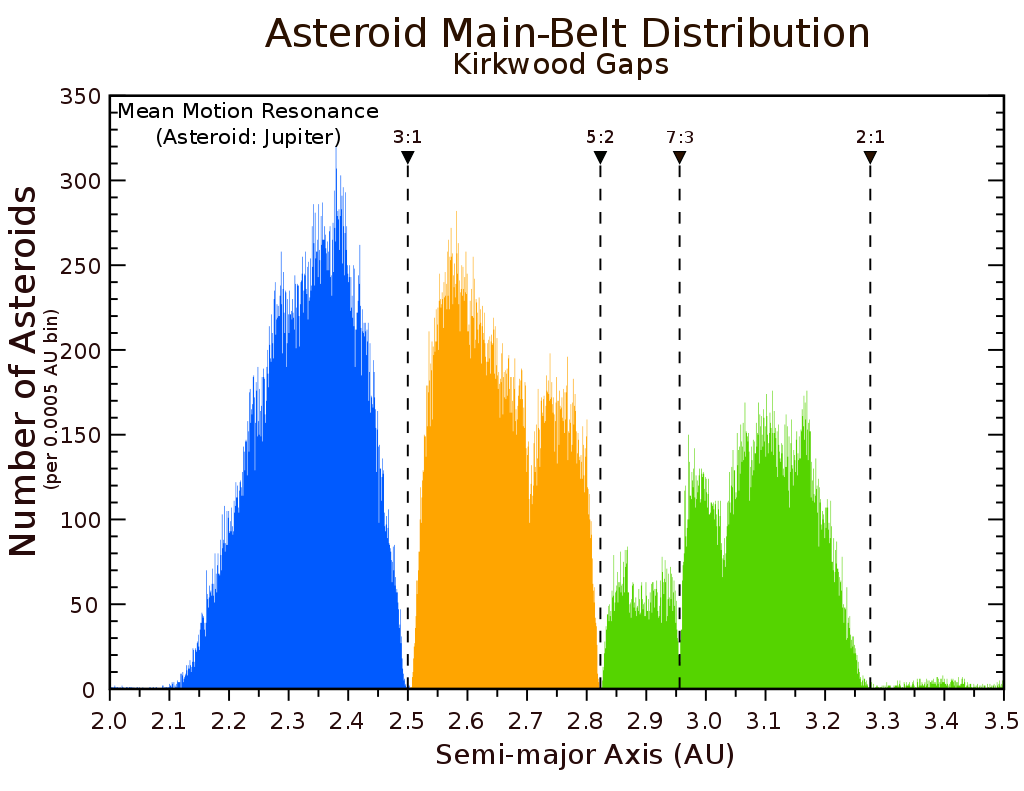 Asteroid Main-Belt Distribution
Kirkwood Gaps
Mean Motion Resonance
(Asteroid: Jupiter)
3:1
5:2
7:3
2:1
350
300
250
200
150
100
50
0
Number of Asteroids
(per 0.0005 AU bin)
2.0 2.1 2.2 2.3 2.4 2.5 2.6 2.7 2.8 2.9 3.0 3.1 3.2 3.3 3.4 3.5
Semi-major Axis (AU)